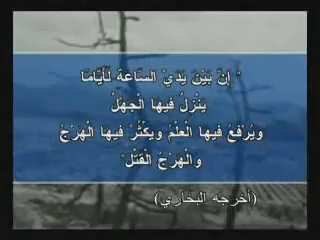 " إِنَّ بَيْنَ يَدَيْ السَّاعَةِ لَأَيَّامًا
يَنْزِلُ فِيهَا الْجَهْلُ
وَيُرْفَعُ فِيهَا الْعِلْمُ وَيَكْثُرُ فِيهَا الْهَرْجُ
وَالْهَرْجُ الْقَتْلُ "
(أخرجه البخاري)